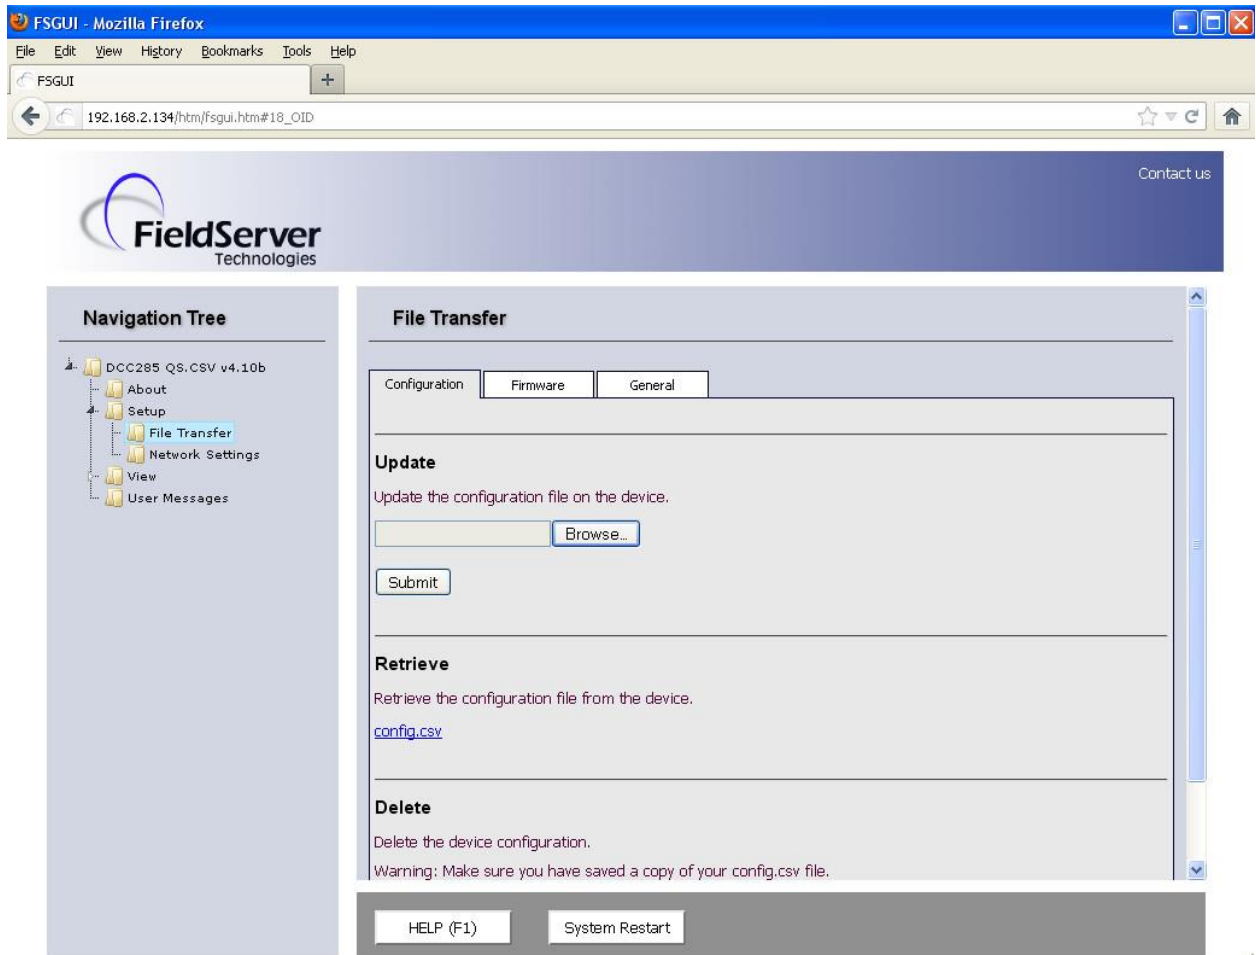 FSGUI - Mozilla Firefox
File Edit View History Bookmarks Tools Help
FSGUI
192.168.2.134/htm/fsgui.htm#18_OID
Contact us
FieldServer
Technologies
Navigation Tree
DCC285 QS.CSV v4.10b
About
Setup
File Transfer
Network Settings
View
User Messages
File Transfer
Configuration Firmware General
Update
Update the configuration file on the device.
Browse...
Submit
Retrieve
Retrieve the configuration file from the device.
config.csv
Delete
Delete the device configuration.
Warning: Make sure you have saved a copy of your config.csv file.
HELP (F1) System Restart